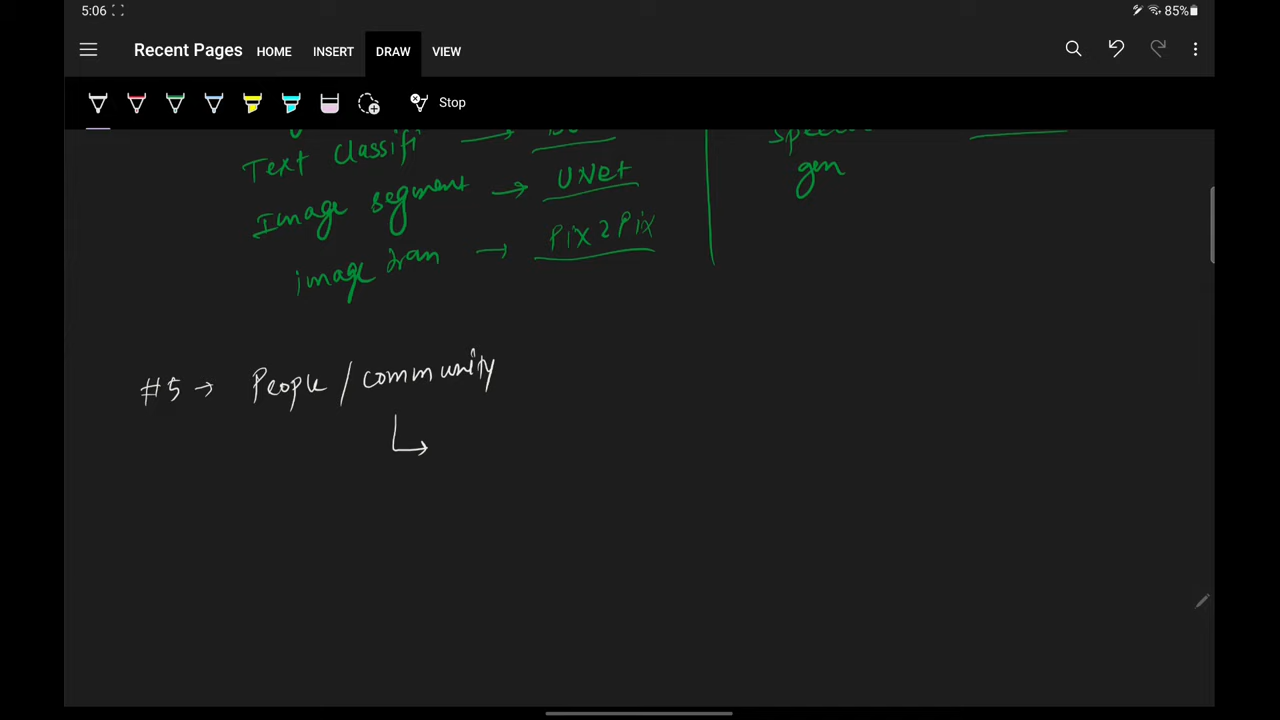 5:06 85%
Recent Pages HOME INSERT DRAW VIEW
Stop
Text classifi →
Image segment → UNet
image tran → Pix2Pix
gen
#5 → People / community